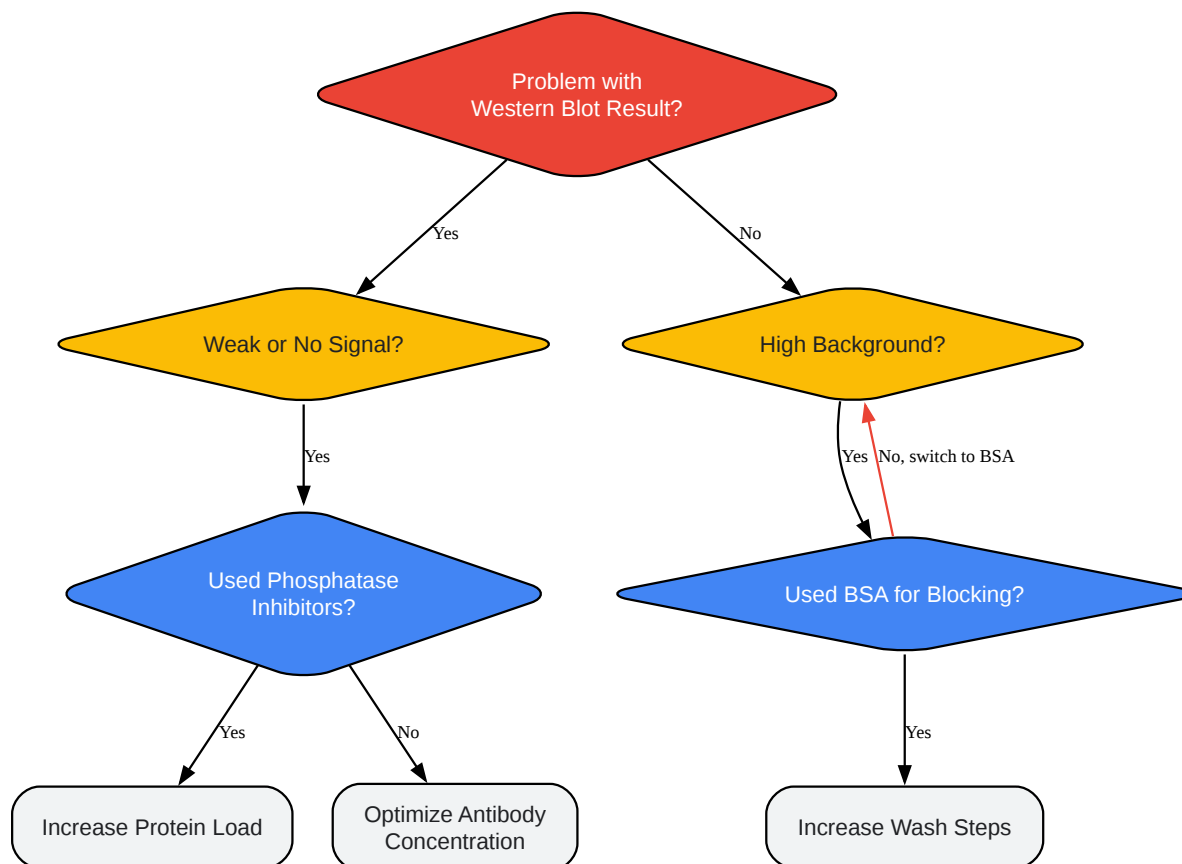 Problem with
Western Blot Result?
Yes
No
Weak or No Signal?
High Background?
Yes
Yes
No, switch to BSA
Used Phosphatase
Inhibitors?
Used BSA for Blocking?
Yes
No
Yes
Increase Protein Load
Optimize Antibody
Concentration
Increase Wash Steps